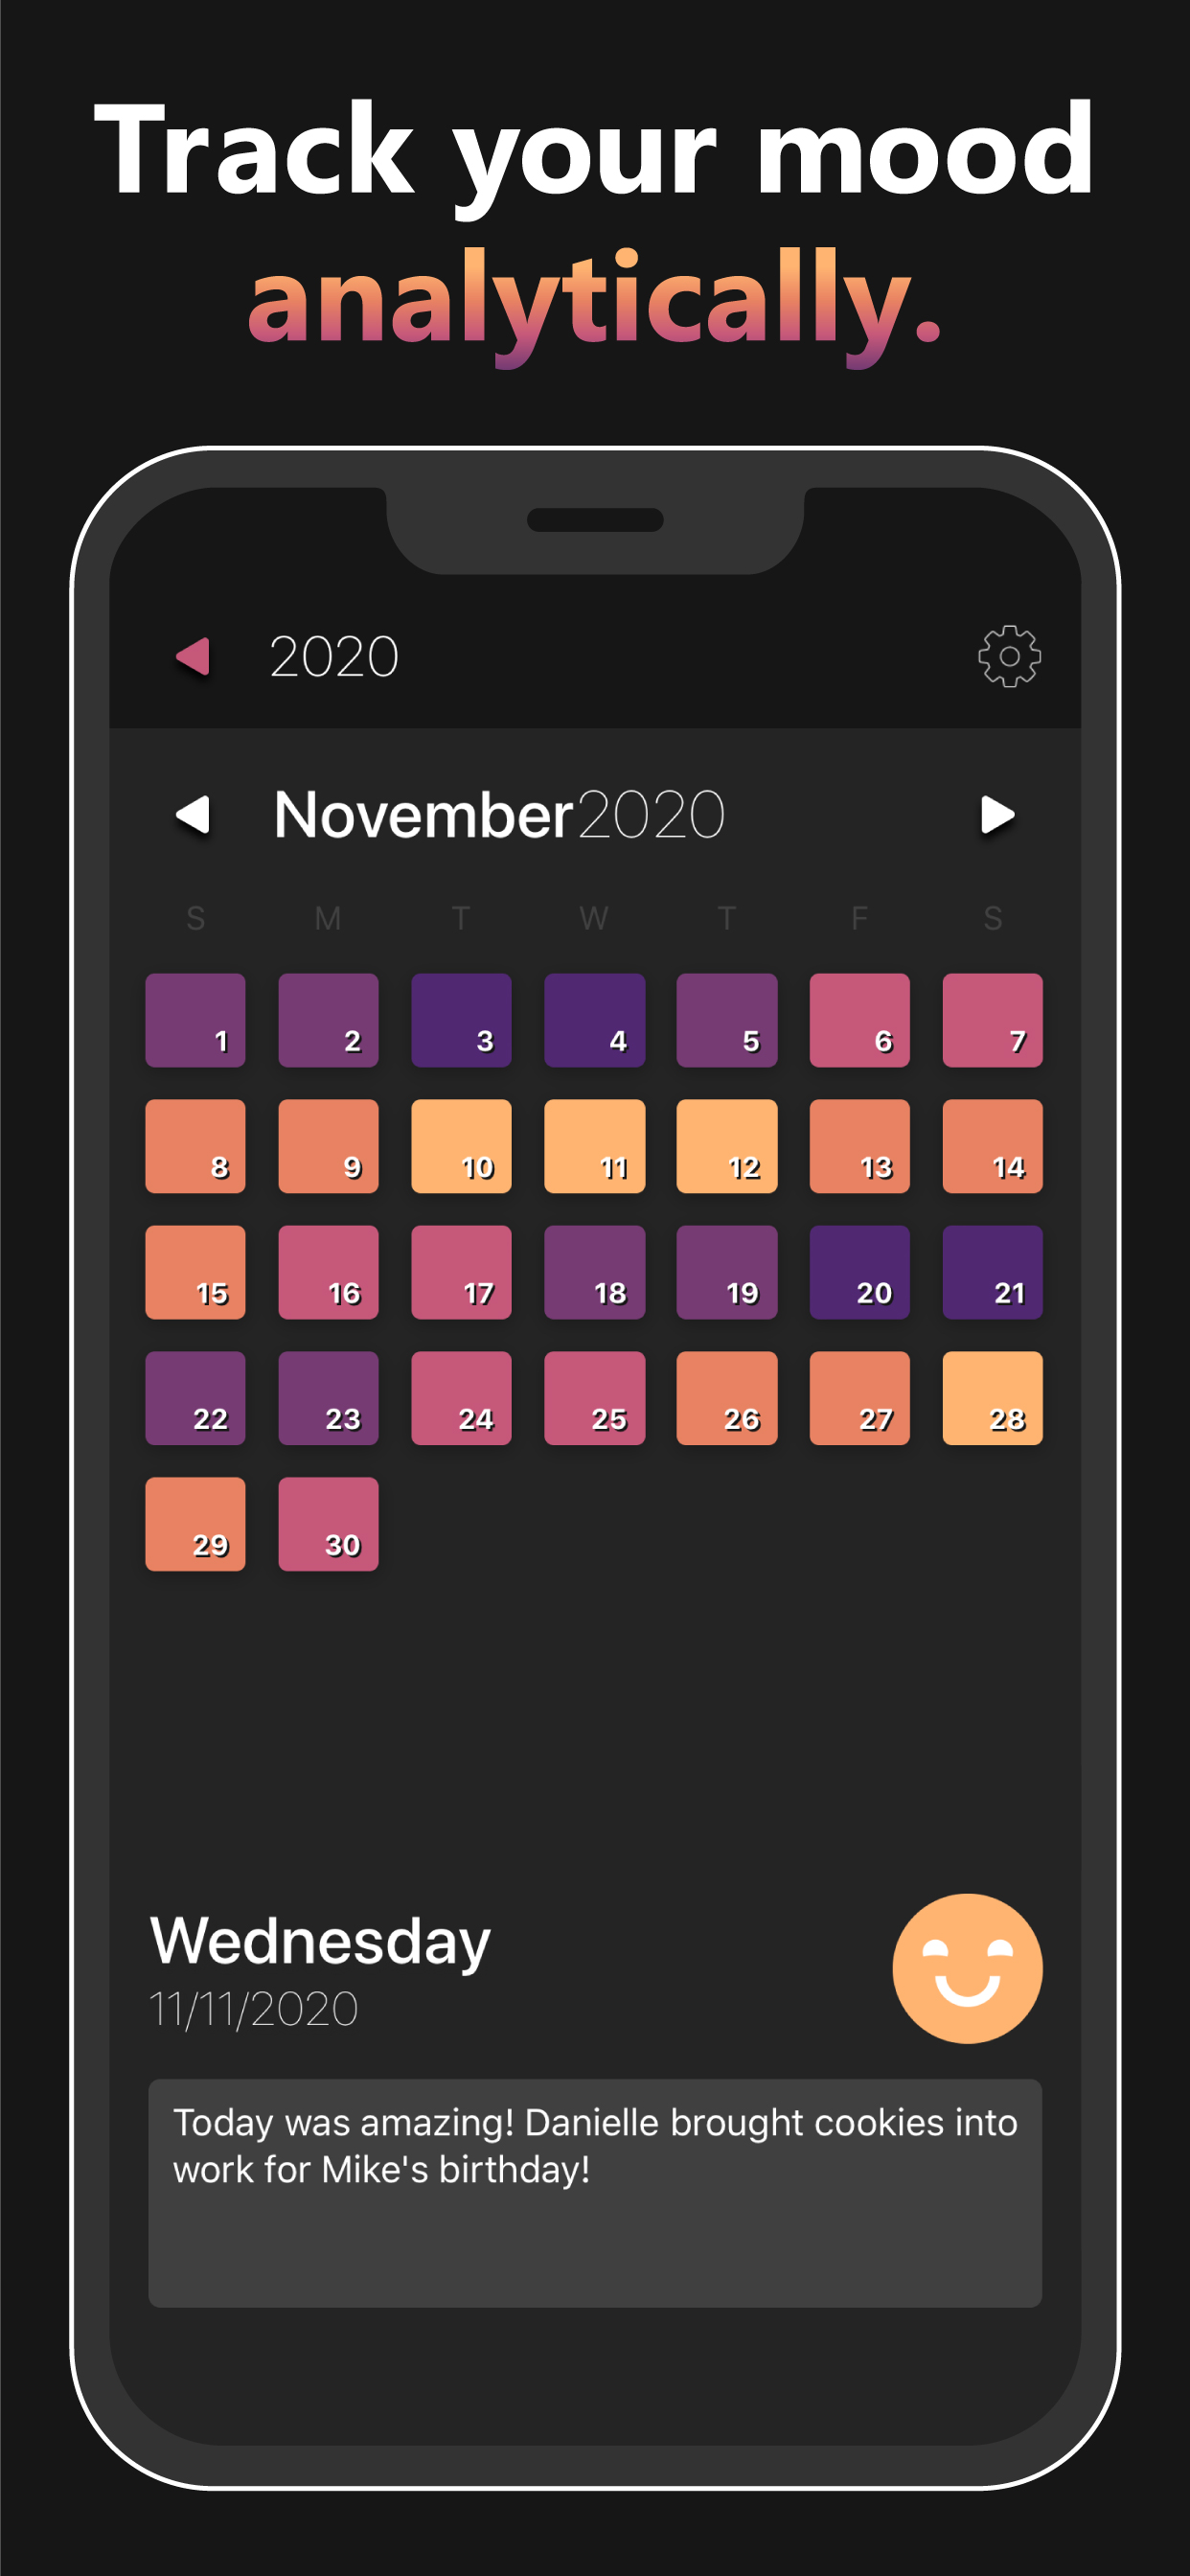 Track your mood
analytically.
2020
November2020
S M T W T F S
1 2 3 4 5 6 7
8 9 10 11 12 13 14
15 16 17 18 19 20 21
22 23 24 25 26 27 28
29 30
Wednesday
11/11/2020
Today was amazing! Danielle brought cookies into
work for Mike's birthday!